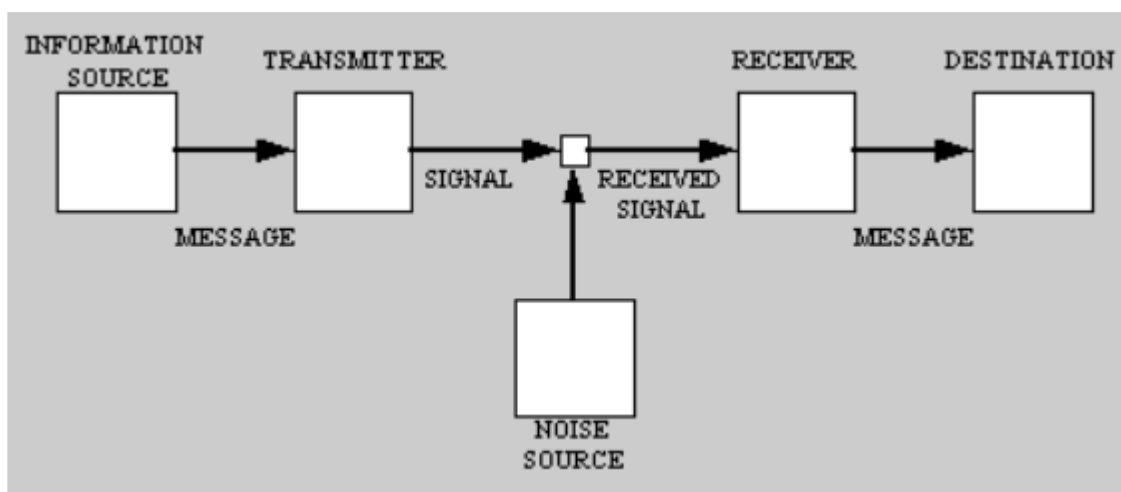 INFORMATION
SOURCE
TRANSMITTER
RECEIVER
DESTINATION
SIGNAL
RECEIVED
SIGNAL
MESSAGE
MESSAGE
NOISE
SOURCE